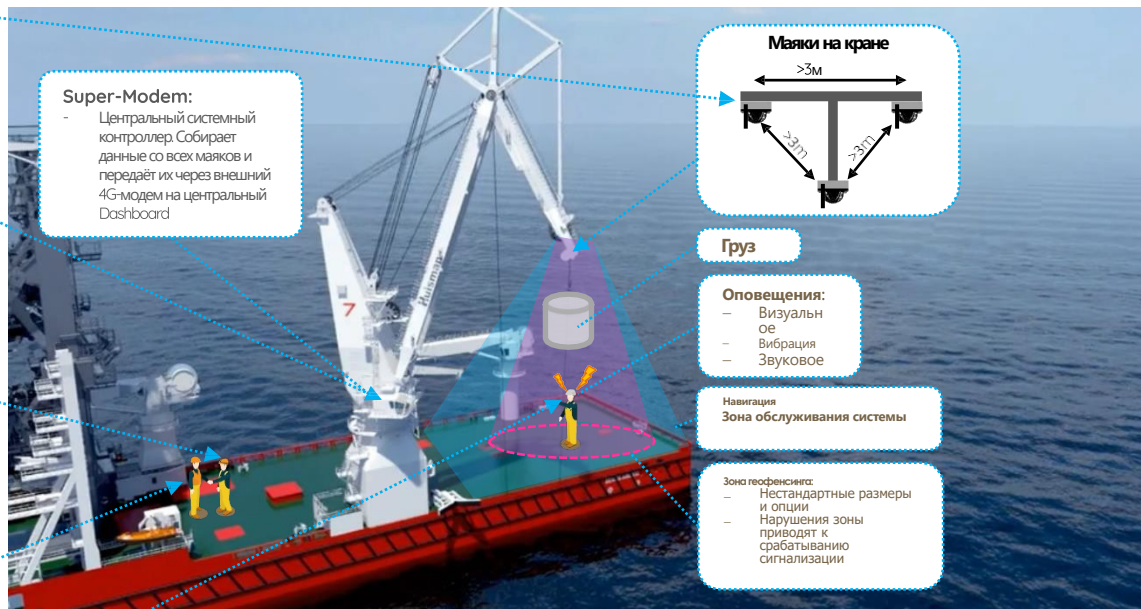 Super-Modem:
- Центральный системный
контроллер. Собирает
данные со всех маяков и
передаёт их через внешний
4G-модем на центральный
Dashboard
Маяки на кране
>3м
>3m
>3m
Груз
Оповещения:
– Визуальн
ое
– Вибрация
– Звуковое
Навигация
Зона обслуживания системы
Зона геофенсинга:
– Нестандартные размеры
и опции
– Нарушения зоны
приводят к
срабатыванию
сигнализации
Huisman
7